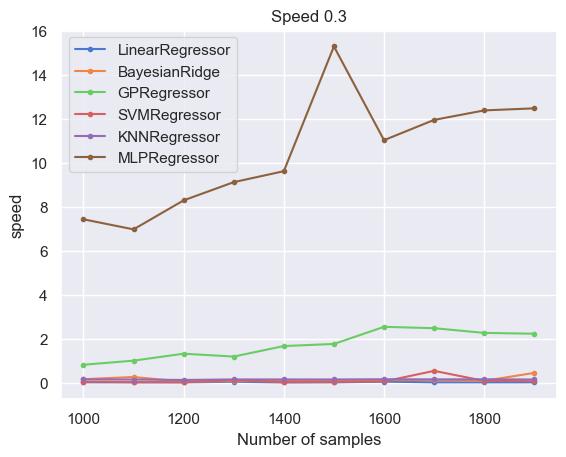 Speed 0.3
LinearRegressor
BayesianRidge
GPRegressor
SVMRegressor
KNNRegressor
MLPRegressor
16
14
12
10
8
6
4
2
0
speed
1000
1200
1400
1600
1800
Number of samples